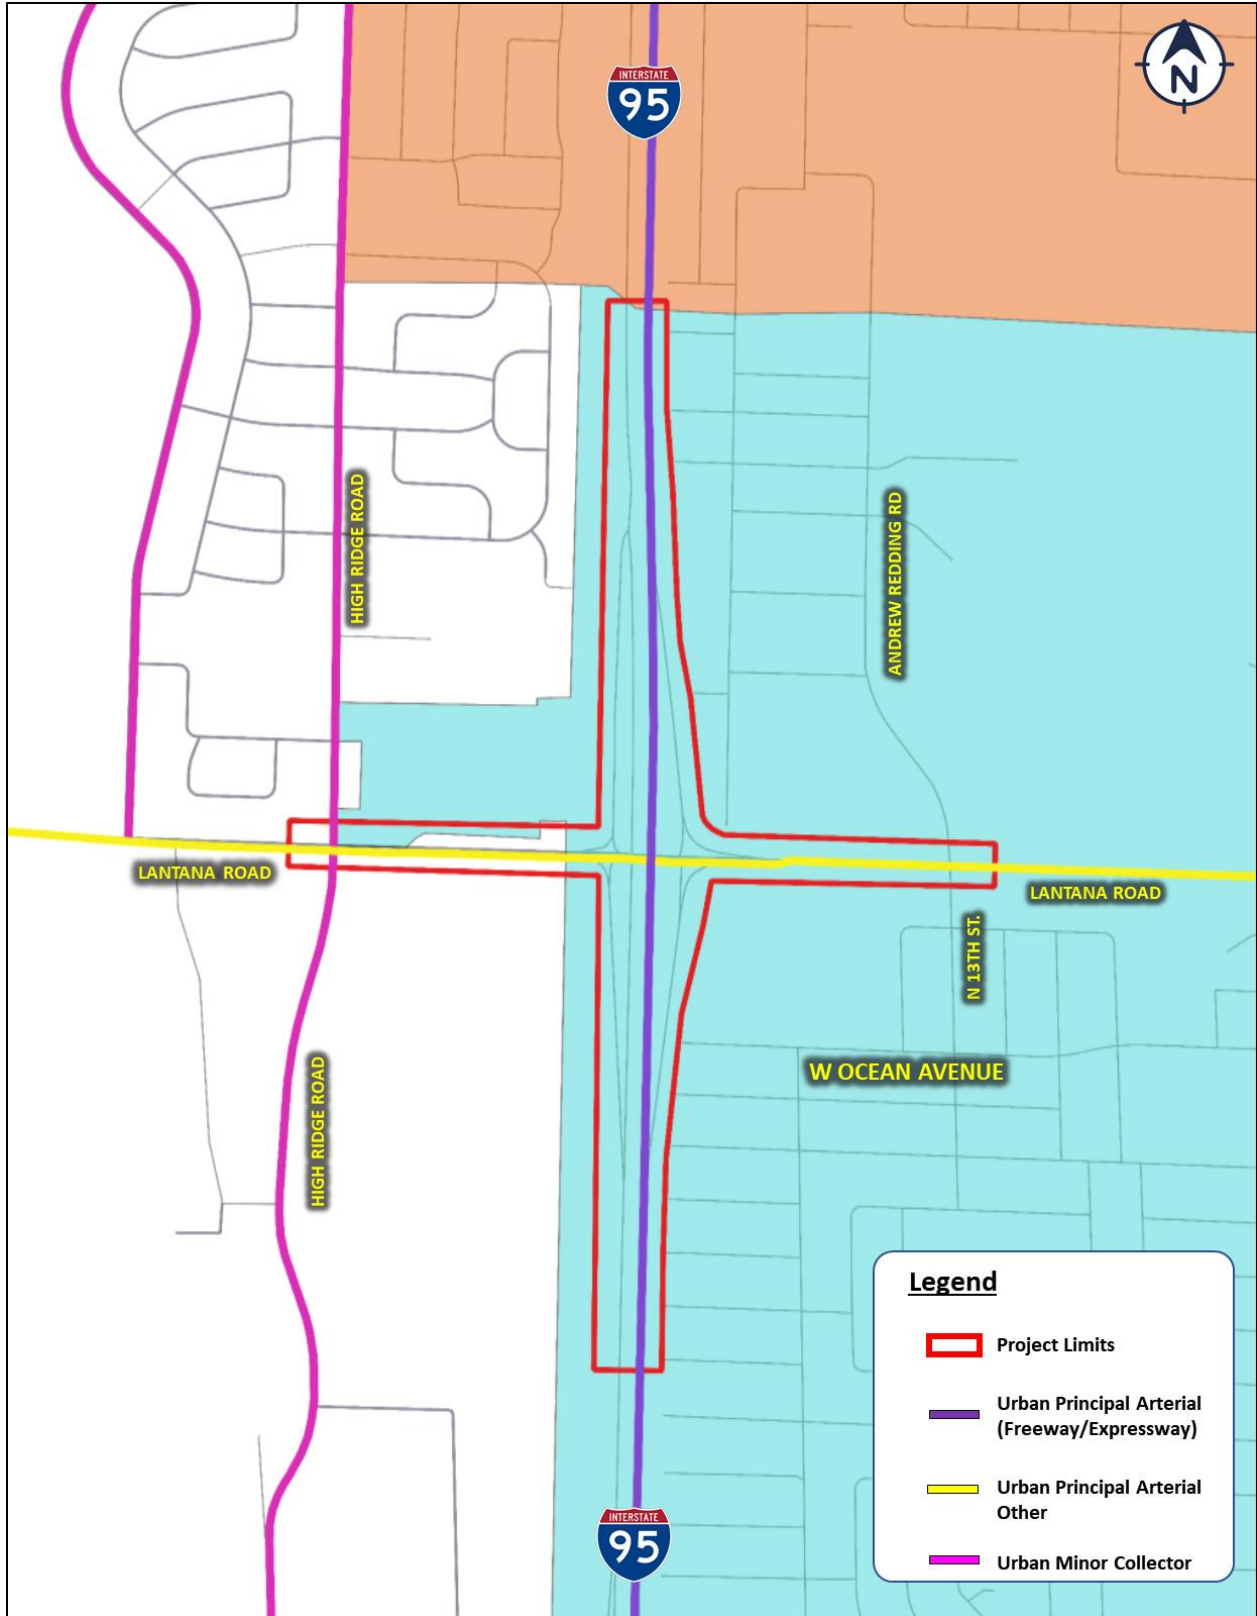 INTERSTATE
95
N
HIGH RIDGE ROAD
ANDREW REDDING RD
LANTANA ROAD
LANTANA ROAD
N 13TH ST.
HIGH RIDGE ROAD
W OCEAN AVENUE
INTERSTATE
95
Legend
Project Limits
Urban Principal Arterial
(Freeway/Expressway)
Urban Principal Arterial
Other
Urban Minor Collector